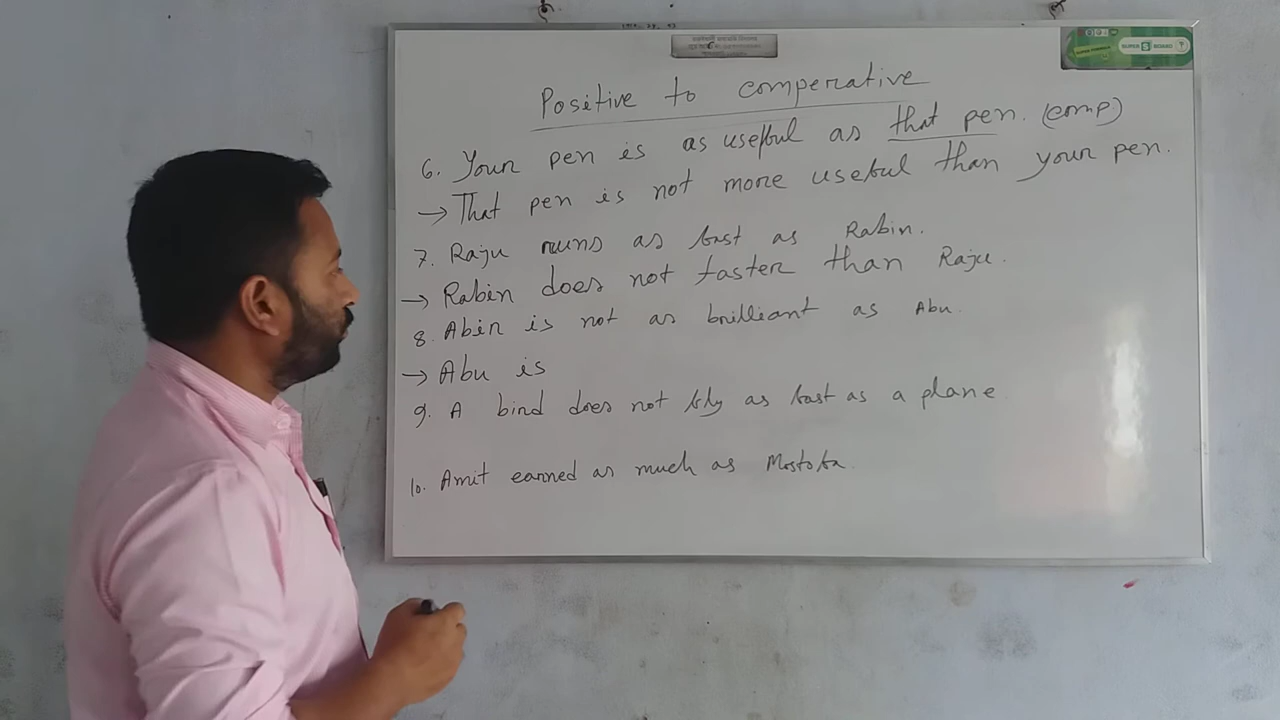 SUPER S BOARD
Positive to comperative
6. Your pen is as useful as that pen. (comp)
→ That pen is not more useful than your pen.
7. Raju runs as fast as Rabin.
→ Rabin does not faster than Raju.
8. Abin is not as brilliant as Abu.
→ Abu is
9. A bird does not fly as fast as a plane
10. Amit earned as much as Mostofa.